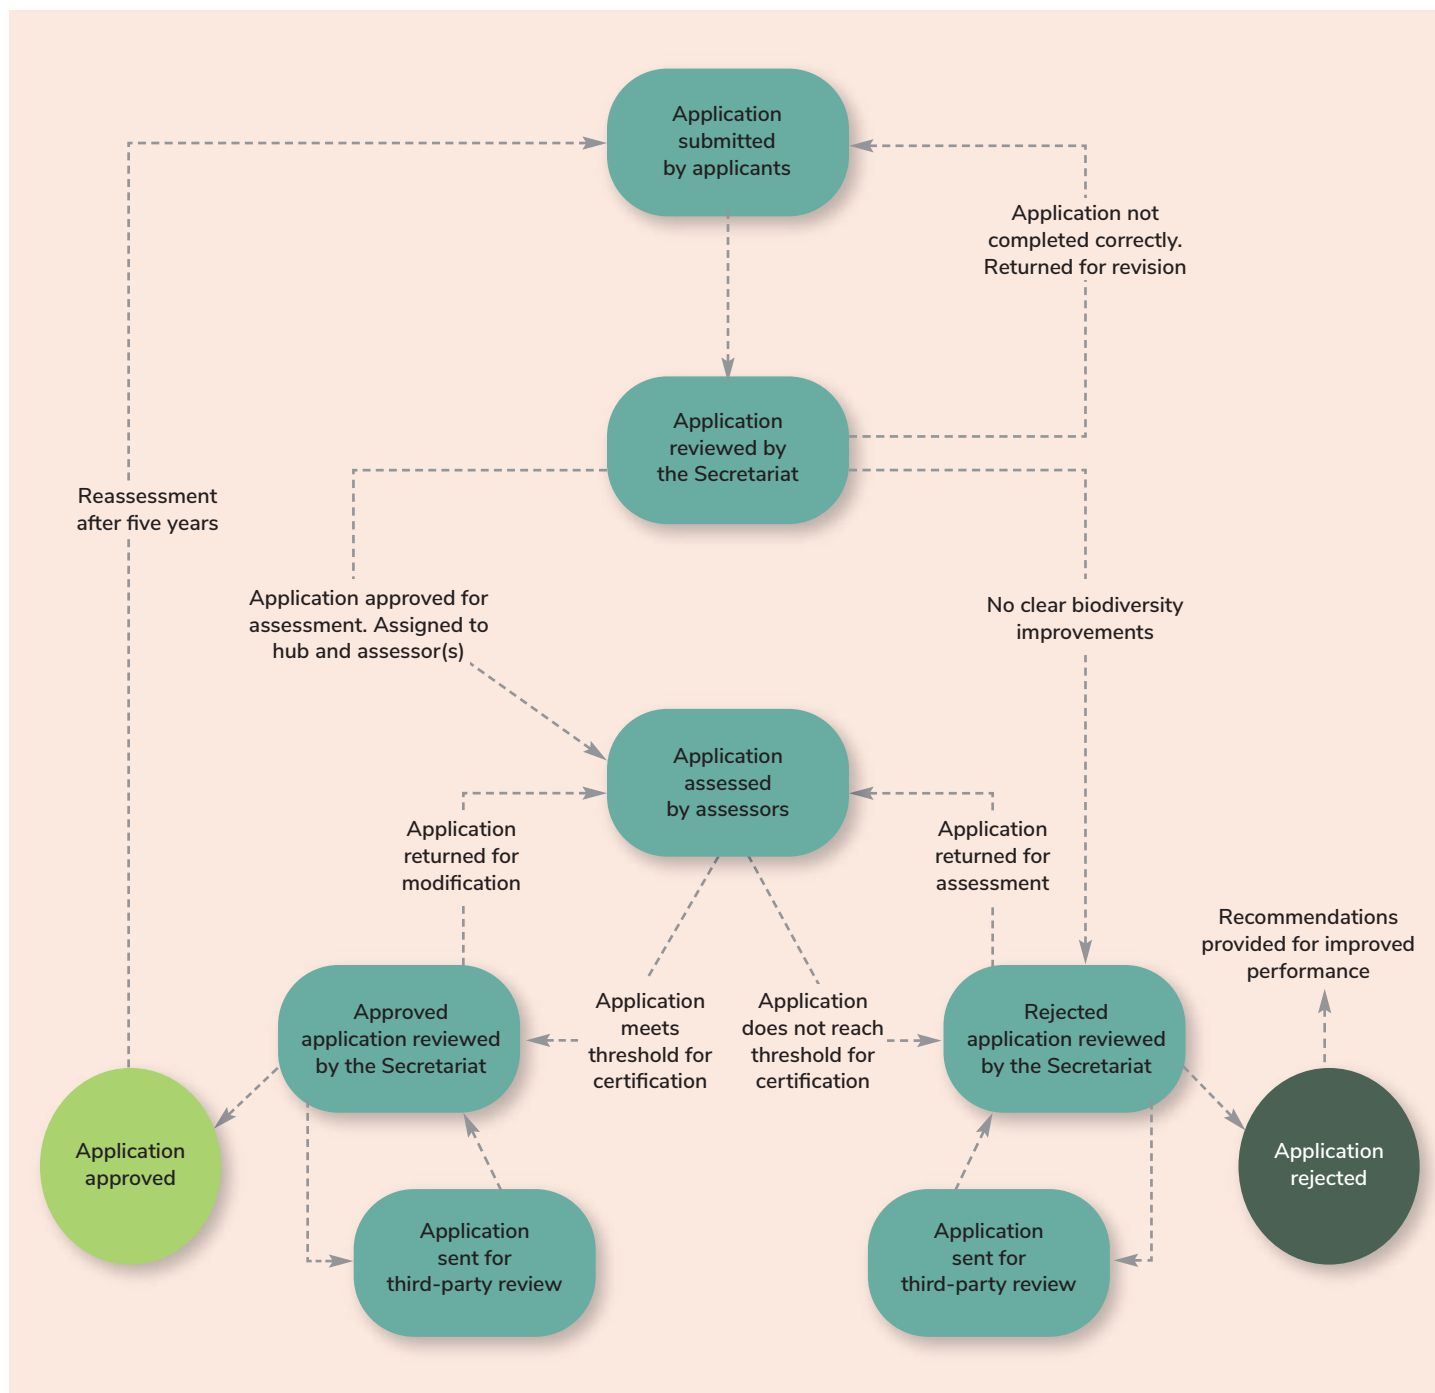 Application
submitted
by applicants
Application not
completed correctly.
Returned for revision
Application
reviewed by
the Secretariat
Reassessment
after five years
Application approved for
assessment. Assigned to
hub and assessor(s)
No clear biodiversity
improvements
Application
assessed
by assessors
Application
returned for
modification
Application
returned for
assessment
Recommendations
provided for improved
performance
Approved
application reviewed
by the Secretariat
Application
meets
threshold for
certification
Application
does not reach
threshold for
certification
Rejected
application reviewed
by the Secretariat
Application
approved
Application
rejected
Application
sent for
third-party review
Application
sent for
third-party review